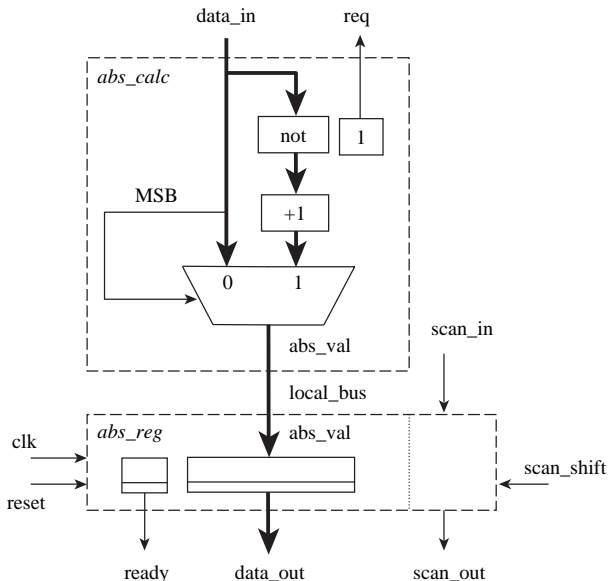 data_in
req
abs_calc
not
1
MSB
+1
0
1
abs_val
scan_in
local_bus
abs_reg
abs_val
clk
scan_shift
reset
ready
data_out
scan_out